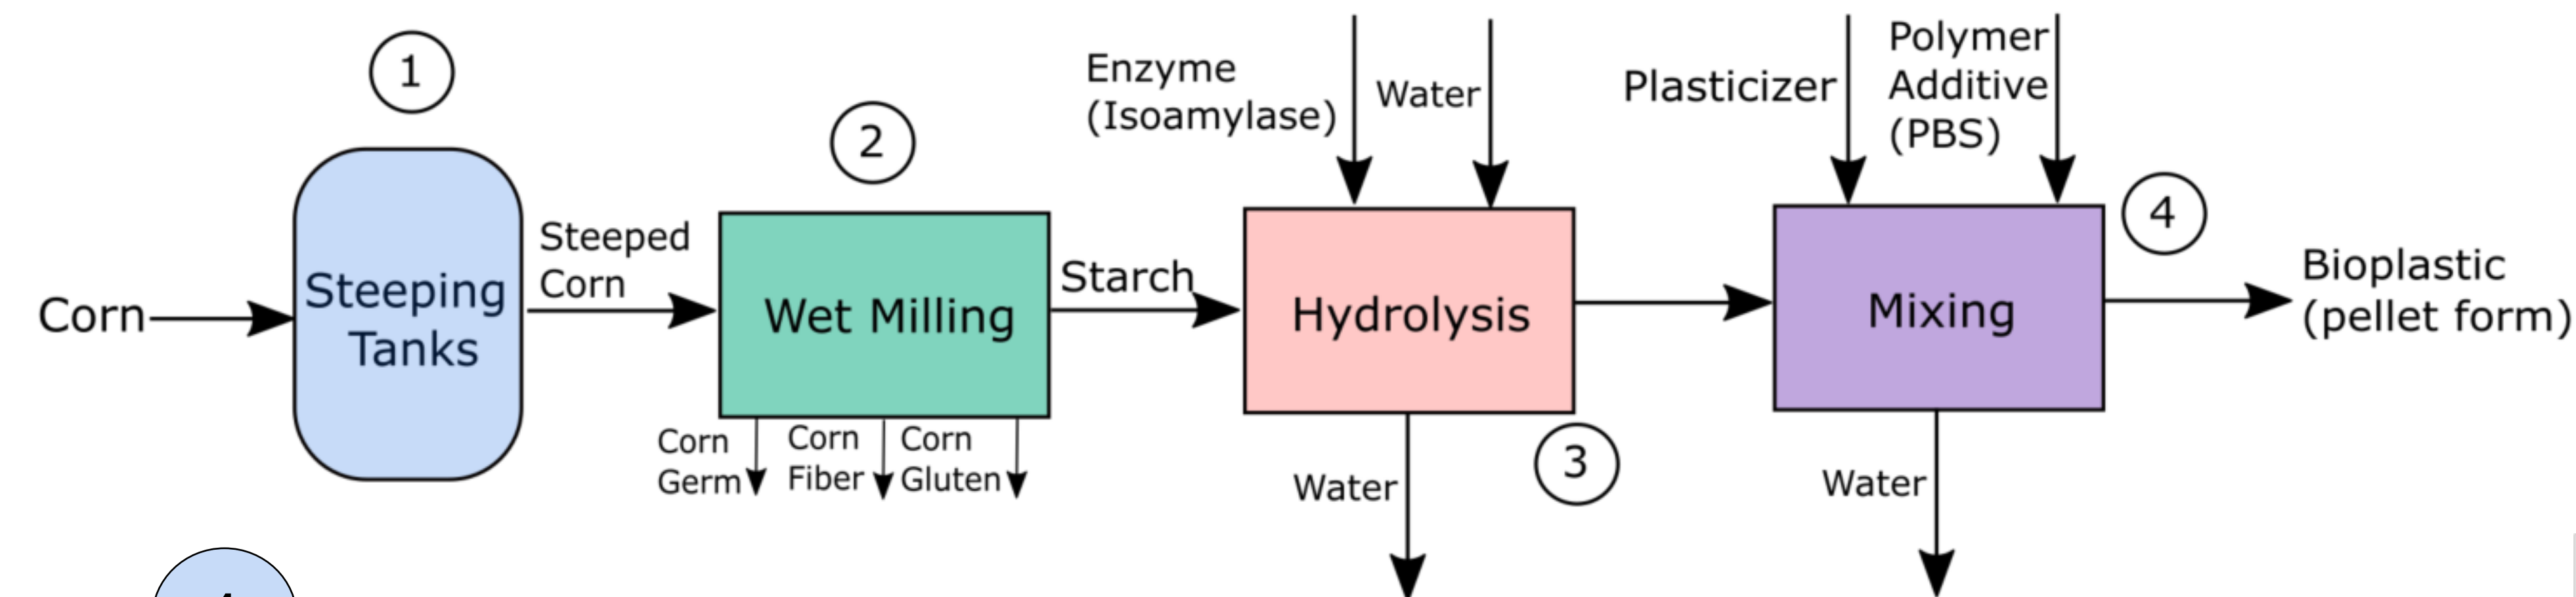 1
2
3
4
Corn
Steeping
Tanks
Steeped
Corn
Wet Milling
Corn
Germ
Corn
Fiber
Corn
Gluten
Starch
Enzyme
(Isoamylase)
Water
Hydrolysis
Water
Plasticizer
Polymer
Additive
(PBS)
Mixing
Water
Bioplastic
(pellet form)